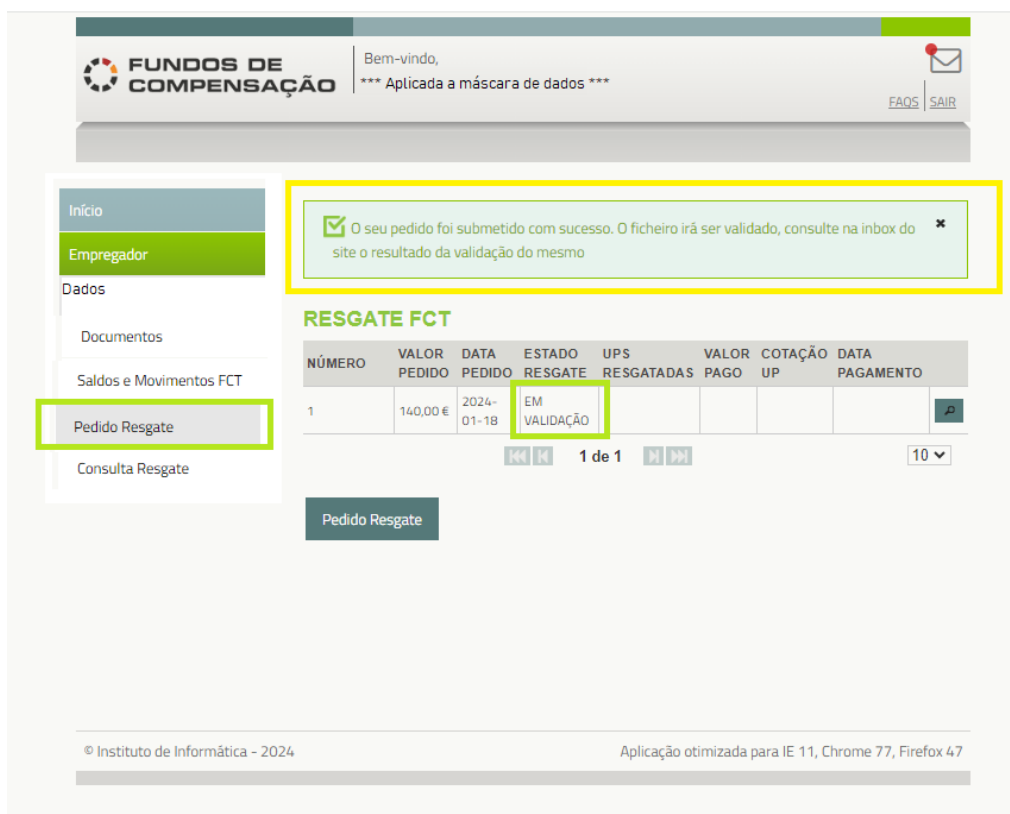 FUNDOS DE
COMPENSAÇÃO
Bem-vindo,
*** Aplicada a máscara de dados ***
FAQS SAIR
Início
Empregador
Dados
Documentos
Saldos e Movimentos FCT
Pedido Resgate
Consulta Resgate
O seu pedido foi submetido com sucesso. O ficheiro irá ser validado, consulte na inbox do
site o resultado da validação do mesmo
RESGATE FCT
NÚMERO VALOR PEDIDO DATA PEDIDO ESTADO RESGATE UPS RESGATADAS VALOR PAGO COTAÇÃO UP DATA PAGAMENTO
1 140,00 € 2024-01-18 EM VALIDAÇÃO
1 de 1
10
Pedido Resgate
© Instituto de Informática - 2024
Aplicação otimizada para IE 11, Chrome 77, Firefox 47